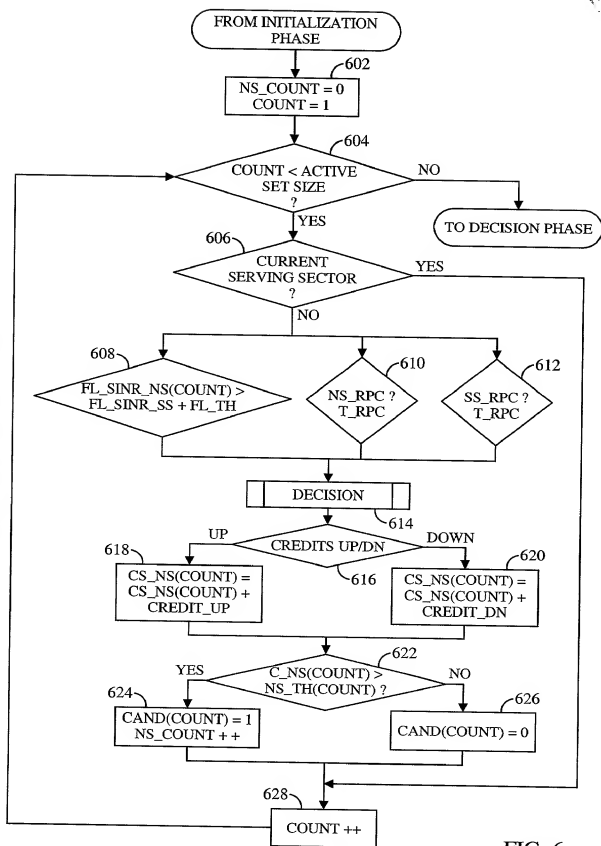 FROM INITIALIZATION
PHASE
602
NS_COUNT = 0
COUNT = 1
604
COUNT < ACTIVE
SET SIZE
?
NO
YES
TO DECISION PHASE
606
CURRENT
SERVING SECTOR
?
YES
NO
608
FL_SINR_NS(COUNT) >
FL_SINR_SS + FL_TH
610
NS_RPC ?
T_RPC
612
SS_RPC ?
T_RPC
DECISION
614
UP
CREDITS UP/DN
DOWN
616
618
CS_NS(COUNT) =
CS_NS(COUNT) +
CREDIT_UP
620
CS_NS(COUNT) =
CS_NS(COUNT) +
CREDIT_DN
622
YES
C_NS(COUNT) >
NS_TH(COUNT) ?
NO
624
CAND(COUNT) = 1
NS_COUNT + +
626
CAND(COUNT) = 0
628
COUNT ++